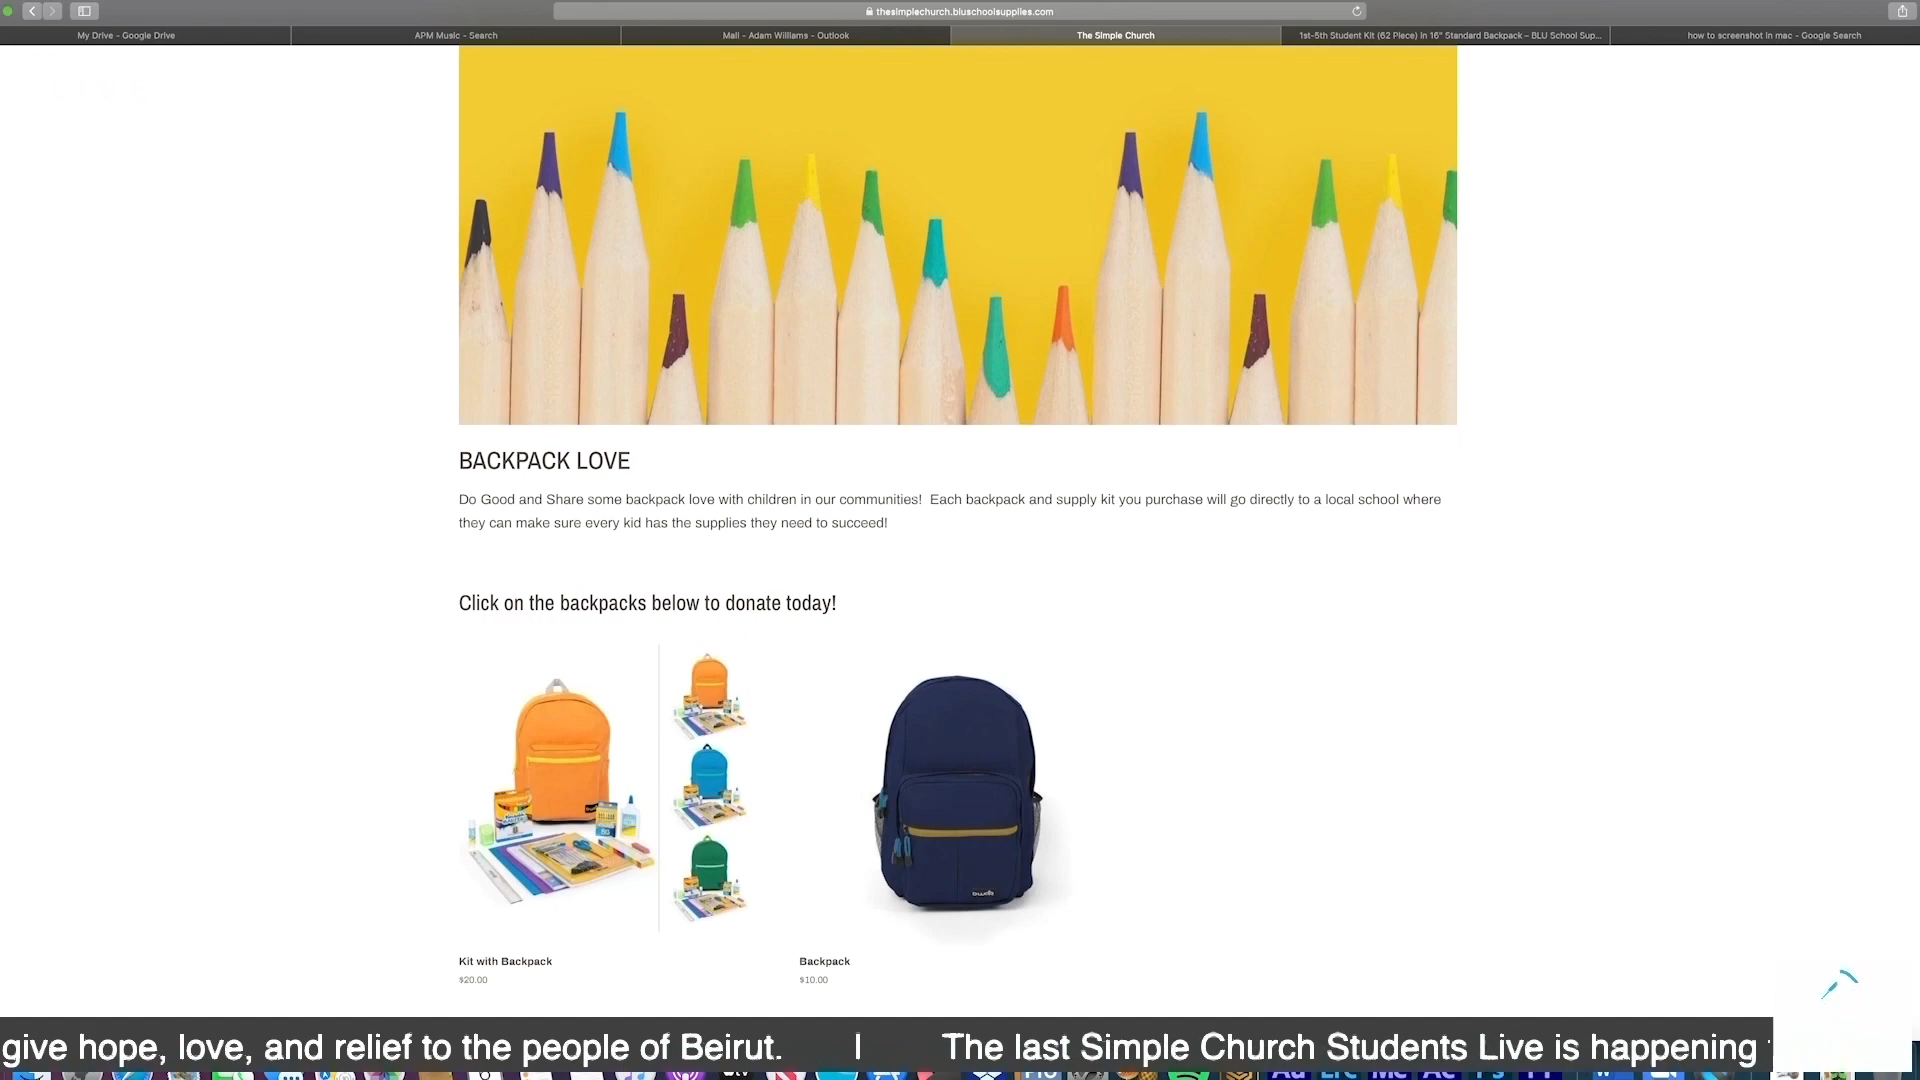 thesimplechurch.bluschoolsupplies.com
My Drive - Google Drive
APM Music - Search
Mail - Adam Williams - Outlook
The Simple Church
1st-5th Student Kit (62 Piece) in 16" Standard Backpack – BLU School Sup...
how to screenshot in mac - Google Search
BACKPACK LOVE
Do Good and Share some backpack love with children in our communities!  Each backpack and supply kit you purchase will go directly to a local school where
they can make sure every kid has the supplies they need to succeed!
Click on the backpacks below to donate today!
Kit with Backpack
$20.00
Backpack
$10.00
give hope, love, and relief to the people of Beirut. | The last Simple Church Students Live is happening